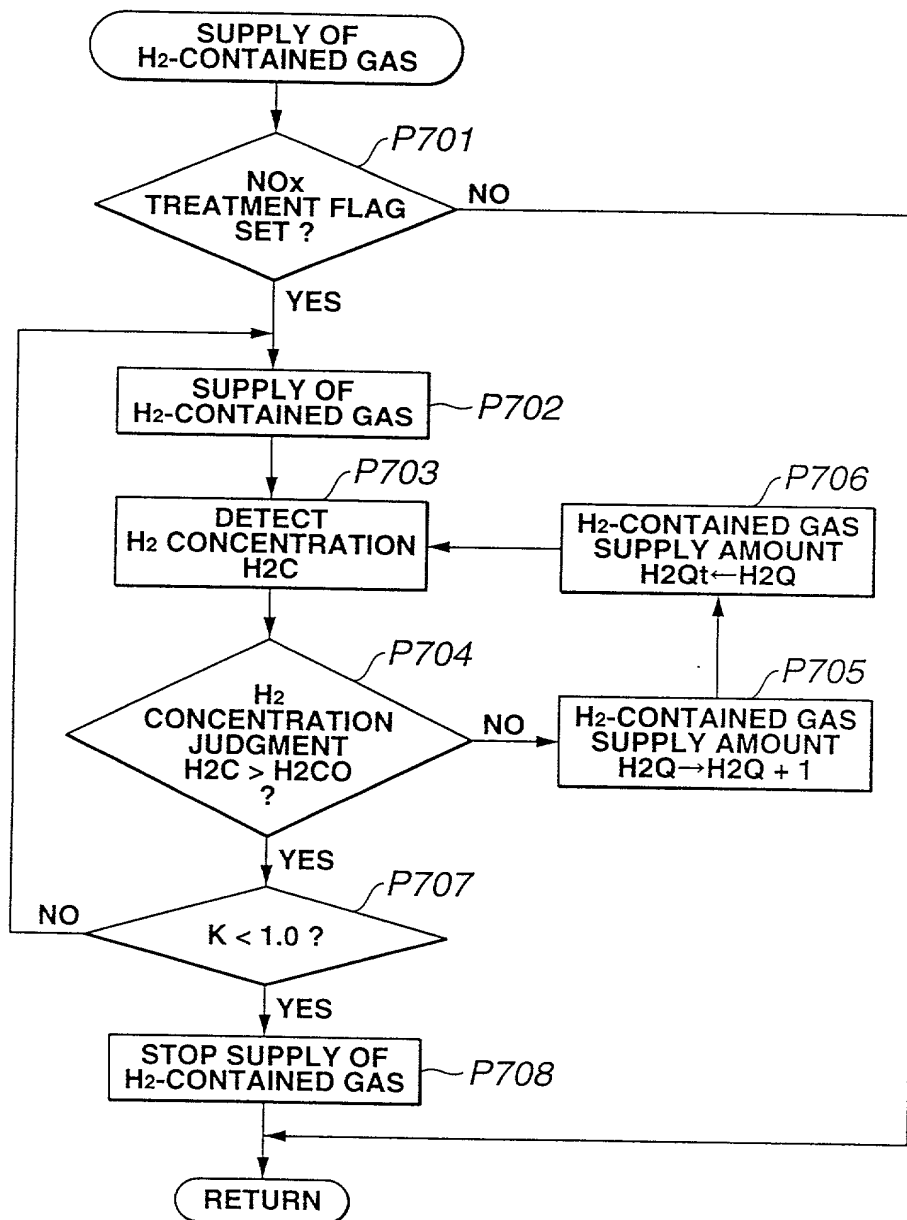 SUPPLY OF
H2-CONTAINED GAS
P701
NOx
TREATMENT FLAG
SET ?
NO
YES
SUPPLY OF
H2-CONTAINED GAS
P702
P703
DETECT
H2 CONCENTRATION
H2C
P706
H2-CONTAINED GAS
SUPPLY AMOUNT
H2Qt←H2Q
P704
H2
CONCENTRATION
JUDGMENT
H2C > H2CO
?
NO
P705
H2-CONTAINED GAS
SUPPLY AMOUNT
H2Q→H2Q + 1
YES
P707
NO
K < 1.0 ?
YES
STOP SUPPLY OF
H2-CONTAINED GAS
P708
RETURN